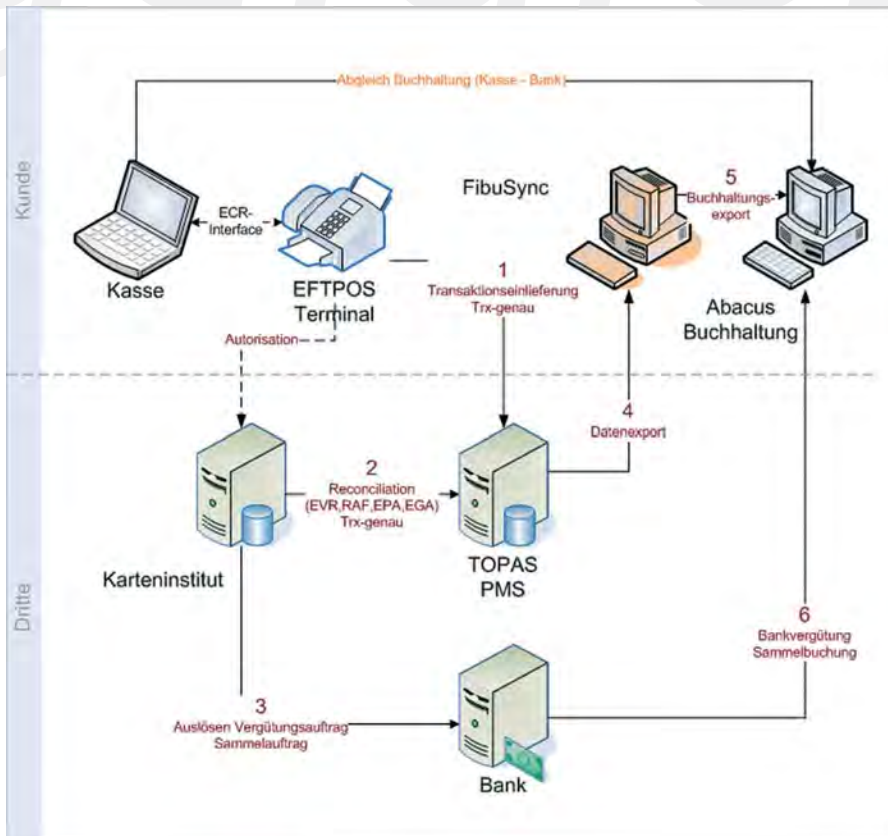 Kunde
Abgleich Buchhaltung (Kasse - Bank)
FibuSync
5
Buchhaltungs-
export
ECR-
Interface
Kasse
EFTPOS
Terminal
1
Transaktionseinlieferung
Trx-genau
Abacus
Buchhaltung
Autorisation
Dritte
4
Datenexport
2
Reconciliation
(EVR,RAF,EPA,EGA)
Trx-genau
Karteninstitut
TOPAS
PMS
6
Bankvergütung
Sammelbuchung
3
Auslösen Vergütungsauftrag
Sammelauftrag
Bank